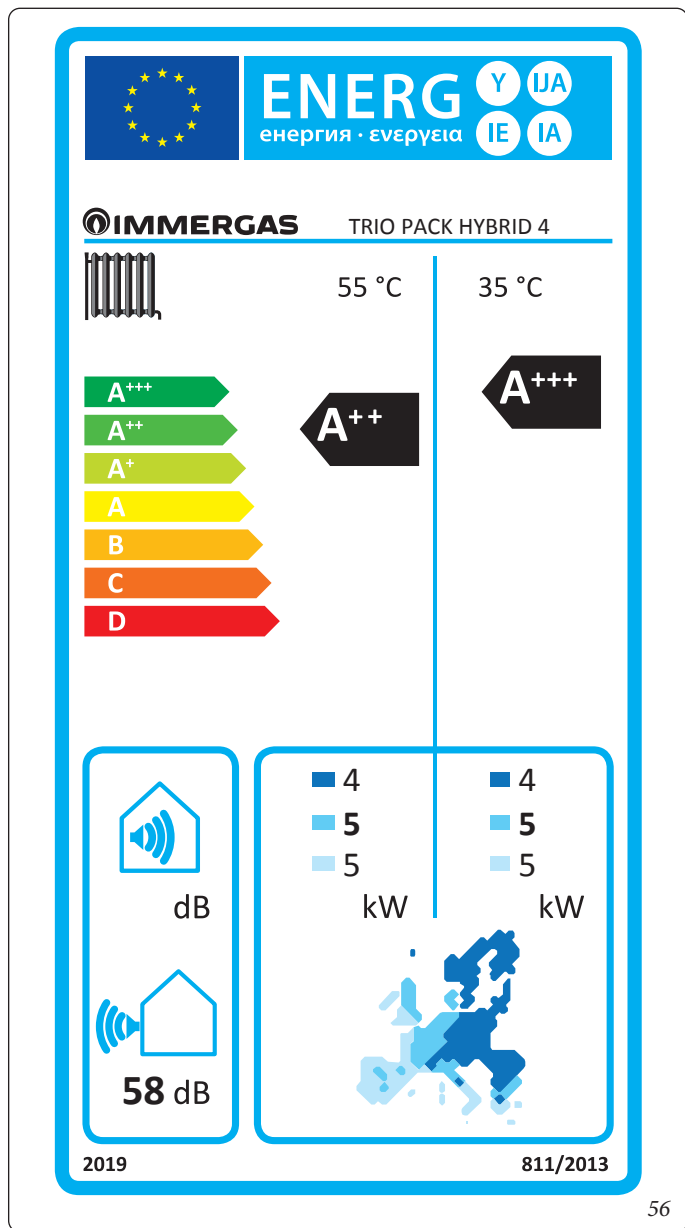 ENERG Y IJA
енергия · ενεργεια IE IA
IMMERGAS TRIO PACK HYBRID 4
55 °C 35 °C
A+++
A++
A+
A
B
C
D
A++
A+++
4 4
5 5
5 5
kW kW
dB
58 dB
2019 811/2013
56